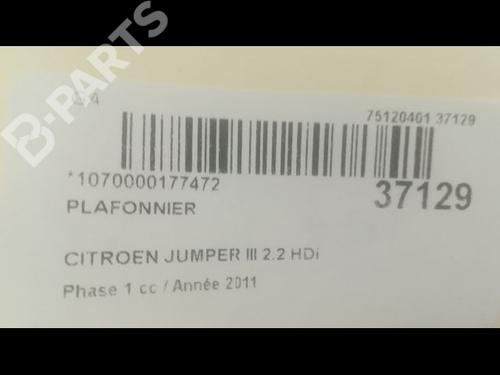 B-PARTS
75120401 37129
*1070000177472
37129
PLAFONNIER
CITROEN JUMPER III 2.2 HDi
Phase 1 cc / Année 2011